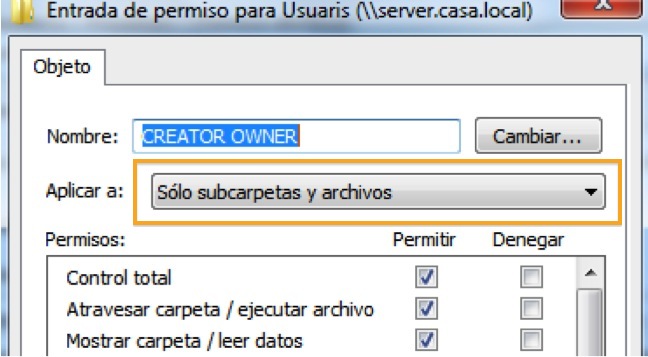 Entrada de permiso para Usuaris (\\server.casa.local)
Objeto
Nombre: CREATOR OWNER Cambiar...
Aplicar a: Sólo subcarpetas y archivos
Permisos: Permitir Denegar
Control total
Atravesar carpeta / ejecutar archivo
Mostrar carpeta / leer datos